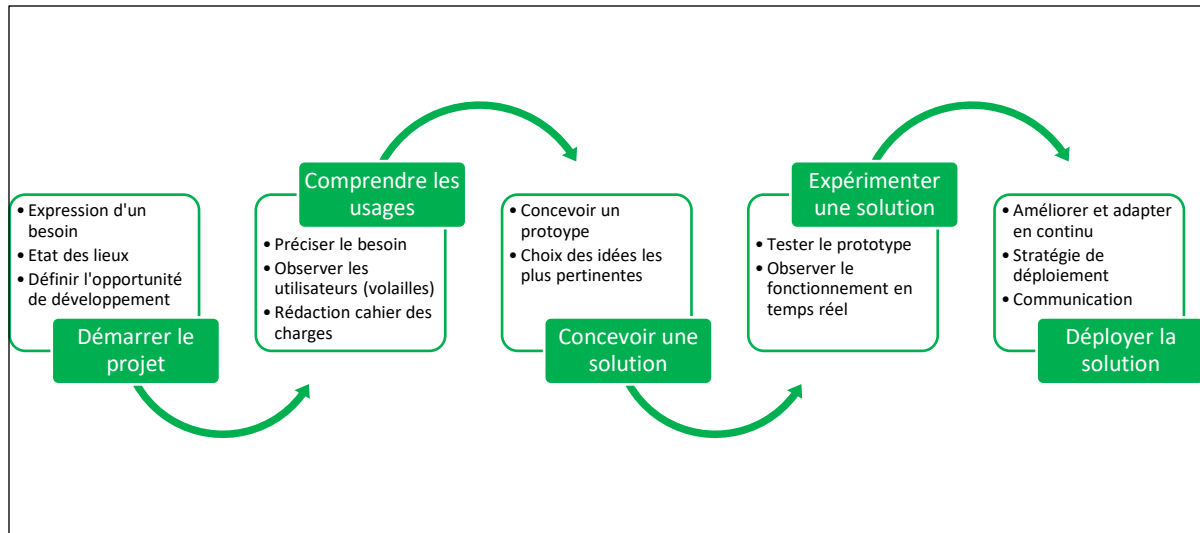 • Expression d'un
besoin
• Etat des lieux
• Définir l'opportunité
de développement
Démarrer le
projet
Comprendre les
usages
• Préciser le besoin
• Observer les
utilisateurs (volailles)
• Rédaction cahier des
charges
• Concevoir un
protoype
• Choix des idées les
plus pertinentes
Concevoir une
solution
Expérimenter
une solution
• Tester le prototype
• Observer le
fonctionnement en
temps réel
• Améliorer et adapter
en continu
• Stratégie de
déploiement
• Communication
Déployer la
solution